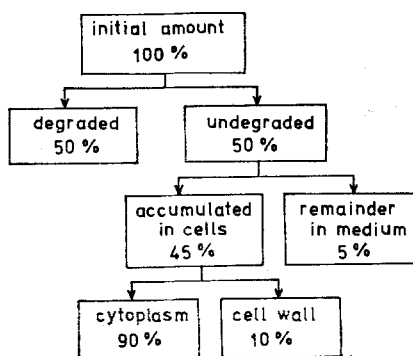 initial amount
100 %
degraded
50 %
undegraded
50 %
accumulated
in cells
45 %
remainder
in medium
5 %
cytoplasm
90 %
cell wall
10 %